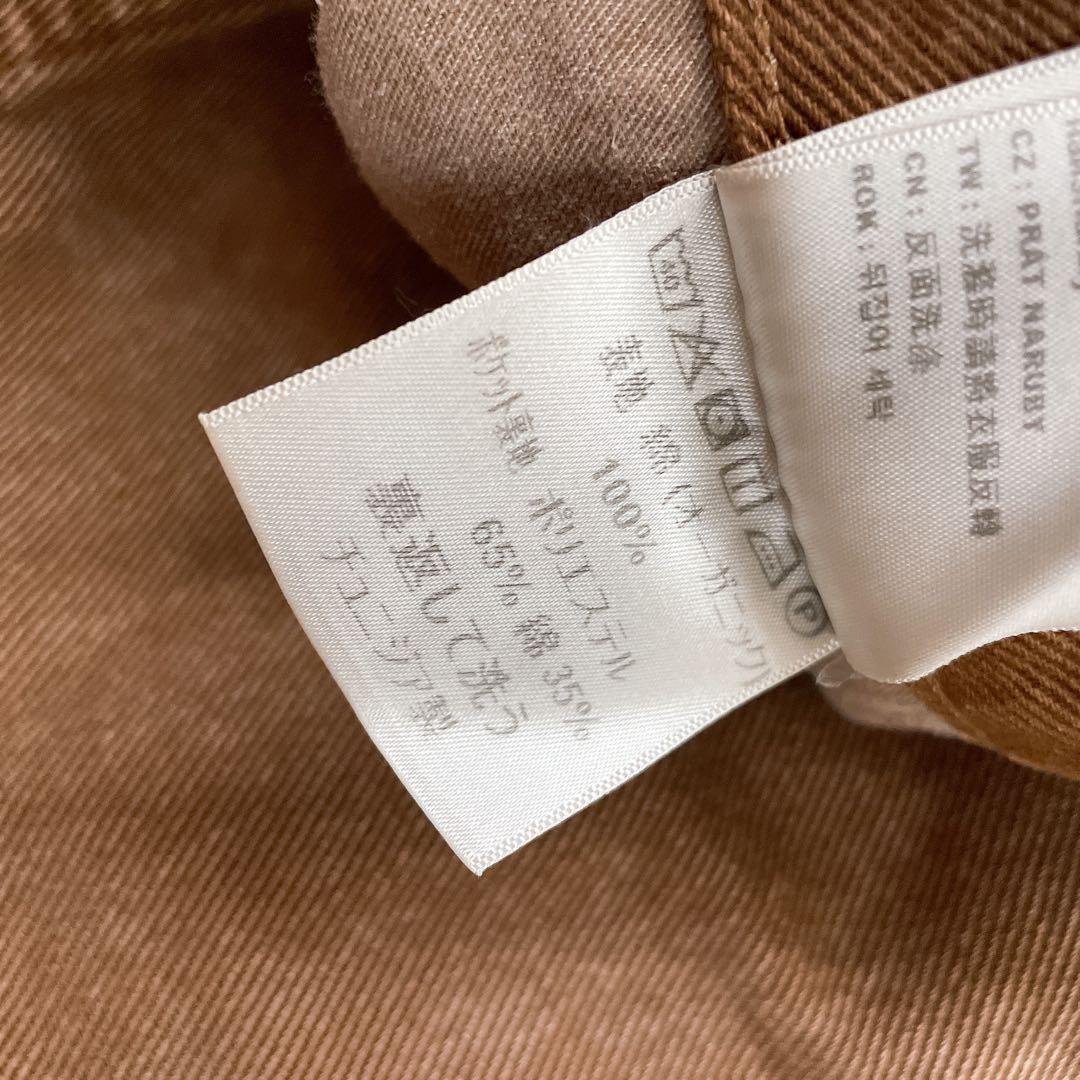 30
P
表地 綿 (オーガニック)
100%
ポケット裏地 ポリエステル
65% 綿 35%
裏返して洗う
チュニジア製
CZ: PRAT NARUBY
TW: 洗滌時請將衣服反轉
CN: 反面洗涤
ROK: 뒤집어 세탁